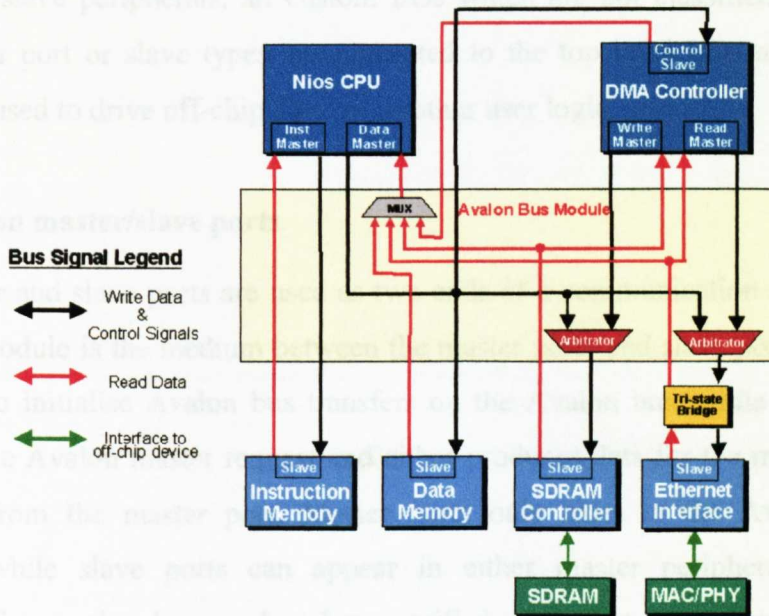 Control
Slave
Nios CPU
DMA Controller
Inst
Master
Data
Master
Write
Master
Read
Master
MUX
Avalon Bus Module
Bus Signal Legend
Write Data
&
Control Signals
Read Data
Interface to
off-chip device
Arbitrator
Arbitrator
Tri-state
Bridge
Slave
Instruction
Memory
Slave
Data
Memory
Slave
SDRAM
Controller
Slave
Ethernet
Interface
SDRAM
MAC/PHY